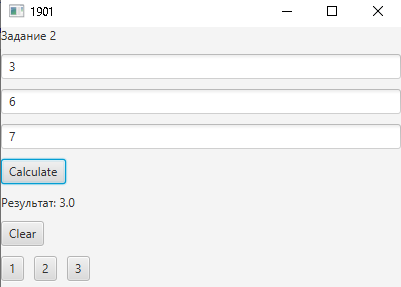 1901
Задание 2
3
6
7
Calculate
Результат: 3.0
Clear
1 2 3